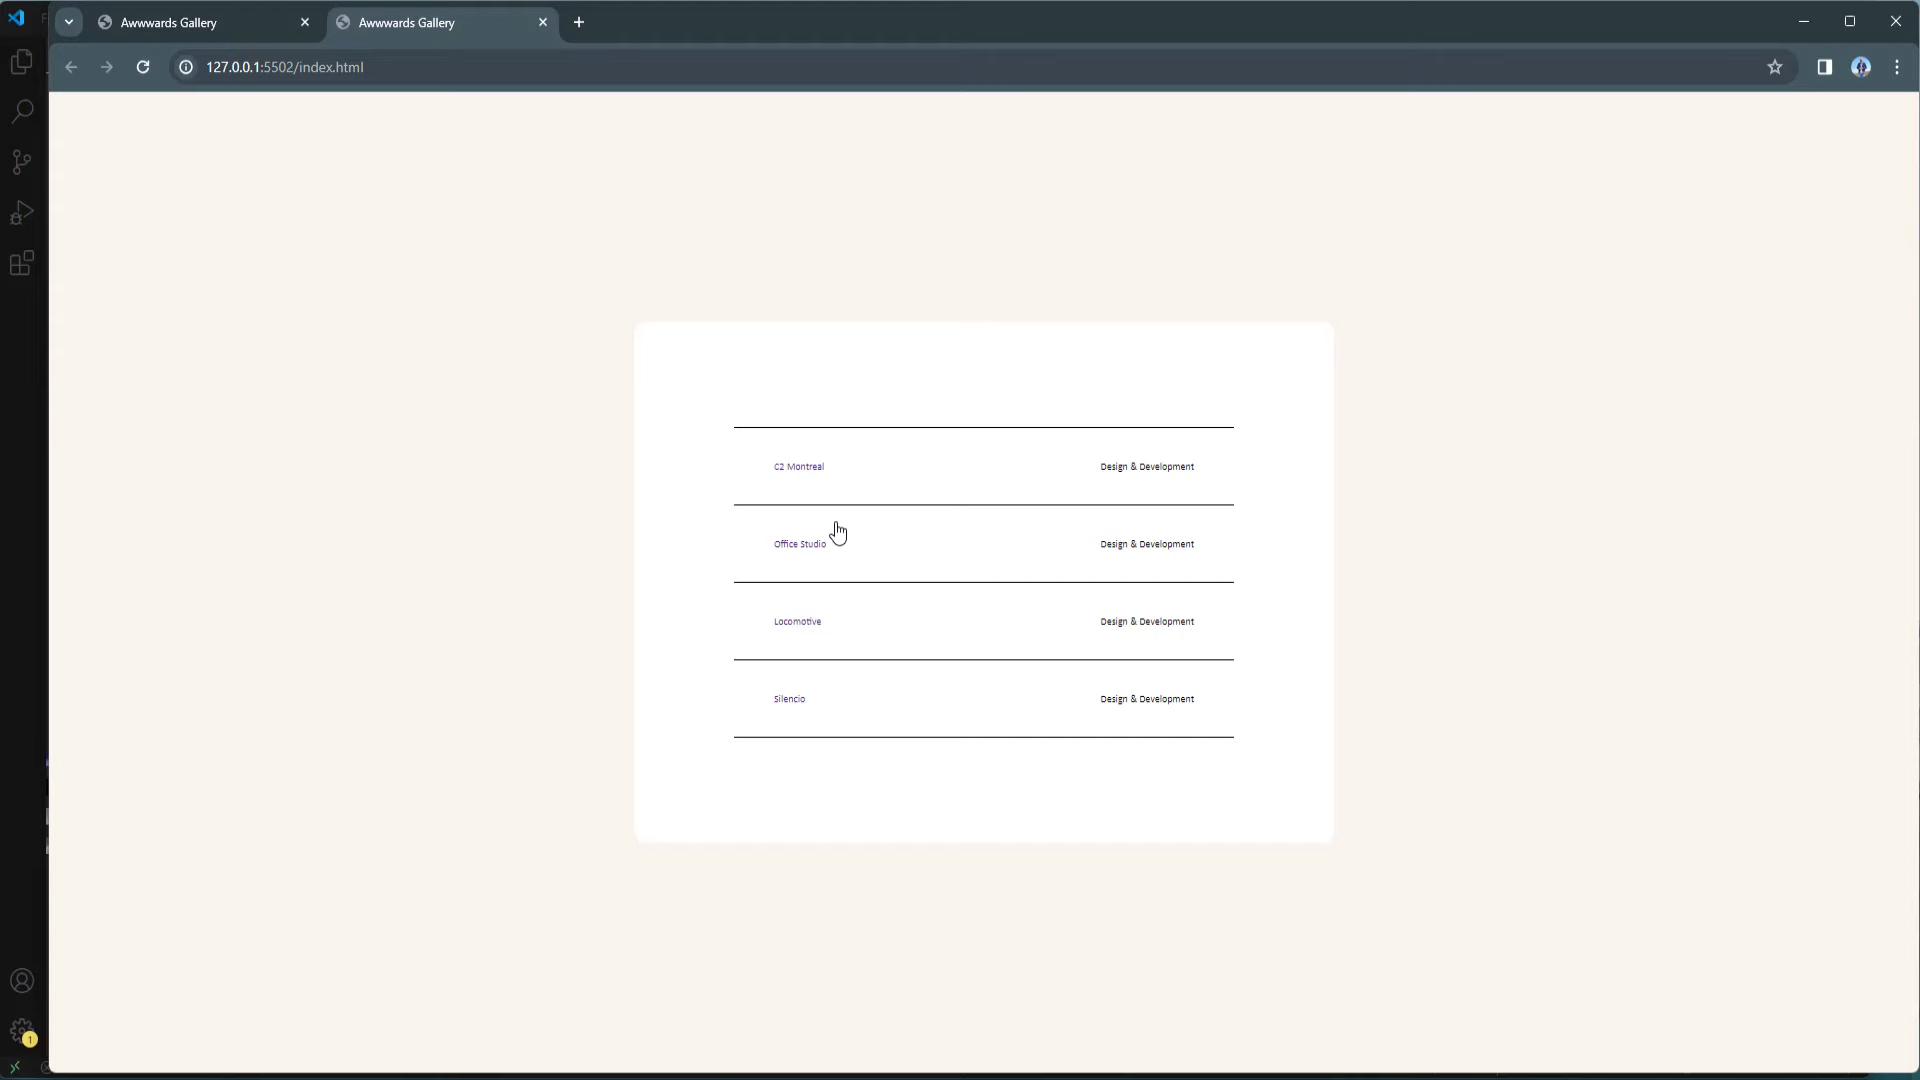 Awwwards Gallery
Awwwards Gallery
127.0.0.1:5502/index.html
C2 Montreal Design & Development
Office Studio Design & Development
Locomotive Design & Development
Silencio Design & Development
1